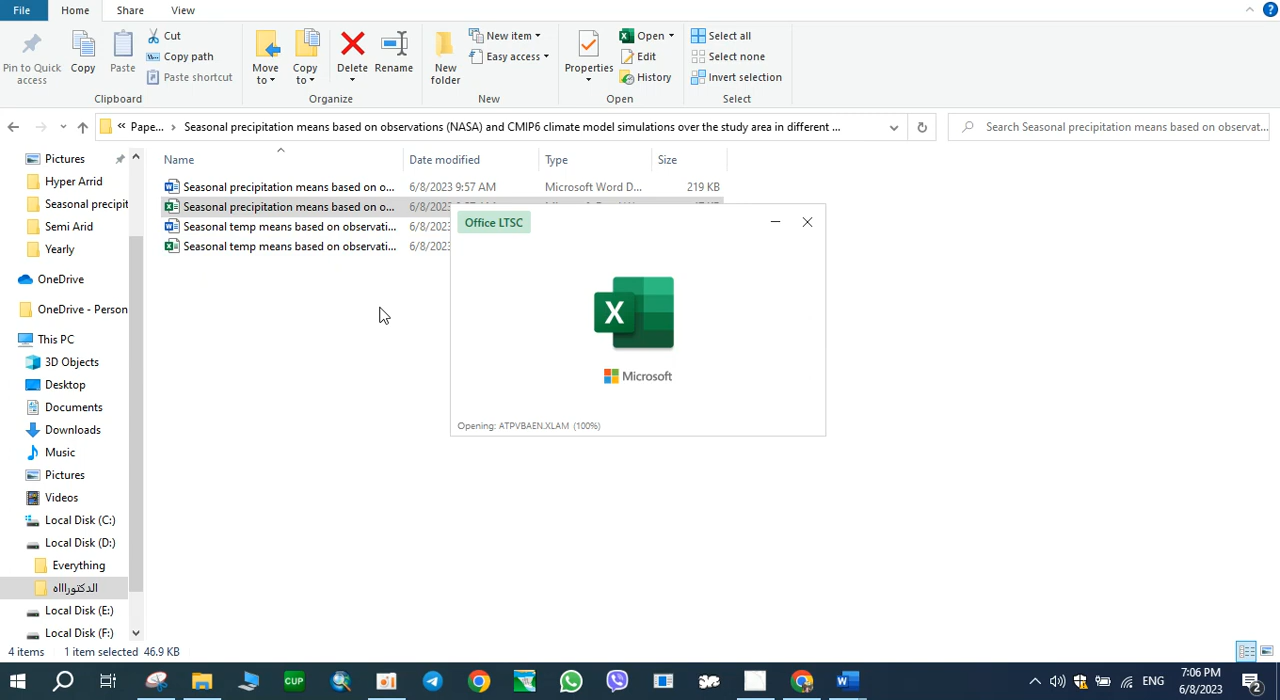 File Home Share View
Pin to Quick access
Copy
Paste
Cut
Copy path
Paste shortcut
Clipboard
Move to
Copy to
Delete
Rename
Organize
New folder
New item
Easy access
New
Properties
Open
Edit
History
Open
Select all
Select none
Invert selection
Select
« Pape... › Seasonal precipitation means based on observations (NASA) and CMIP6 climate model simulations over the study area in different ...
Search Seasonal precipitation means based on observat...
Pictures
Hyper Arrid
Seasonal precipit
Semi Arid
Yearly
OneDrive
OneDrive - Person
This PC
3D Objects
Desktop
Documents
Downloads
Music
Pictures
Videos
Local Disk (C:)
Local Disk (D:)
Everything
الدكتوراااه
Local Disk (E:)
Local Disk (F:)
Name Date modified Type Size
Seasonal precipitation means based on o... 6/8/2023 9:57 AM Microsoft Word D... 219 KB
Seasonal precipitation means based on o...
Seasonal temp means based on observati... 6/8/202
Seasonal temp means based on observati... 6/8/202
Office LTSC
X
Microsoft
Opening: ATPVBAEN.XLAM (100%)
4 items 1 item selected 46.9 KB
CUP
W
ENG
7:06 PM
6/8/2023
2